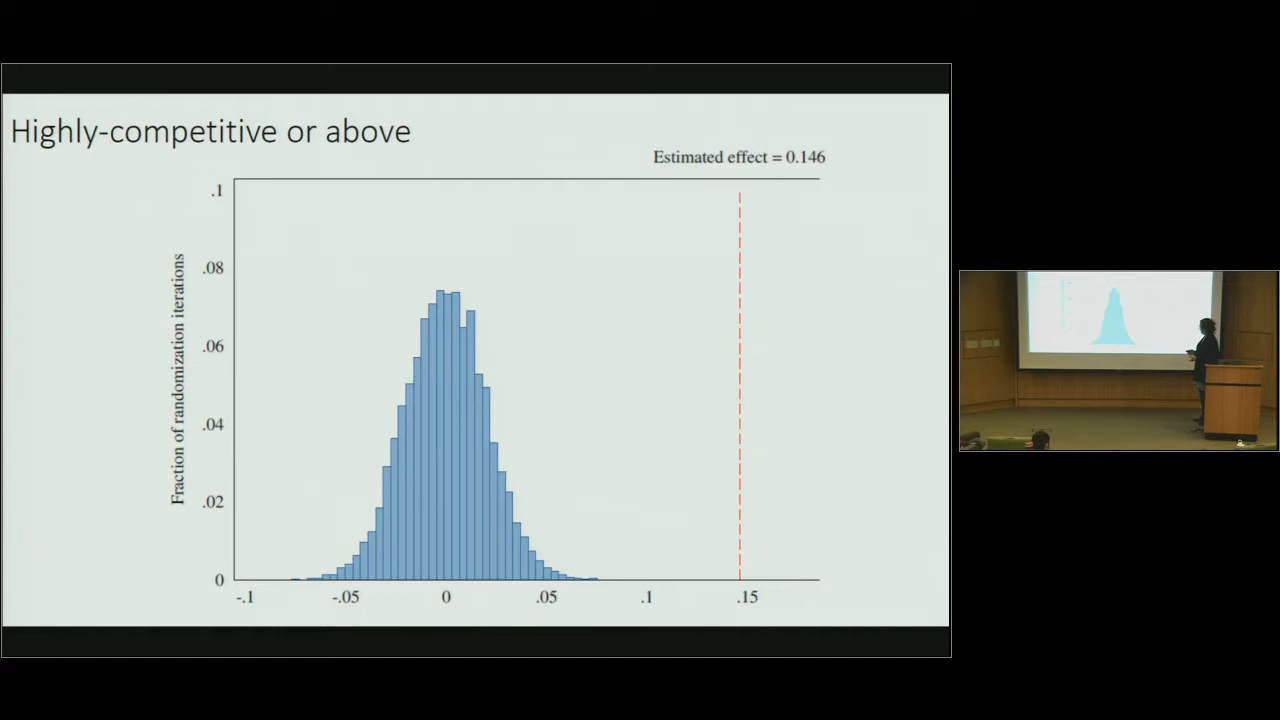 Highly-competitive or above
Estimated effect = 0.146
Fraction of randomization iterations
.1
.08
.06
.04
.02
0
-.1 -.05 0 .05 .1 .15